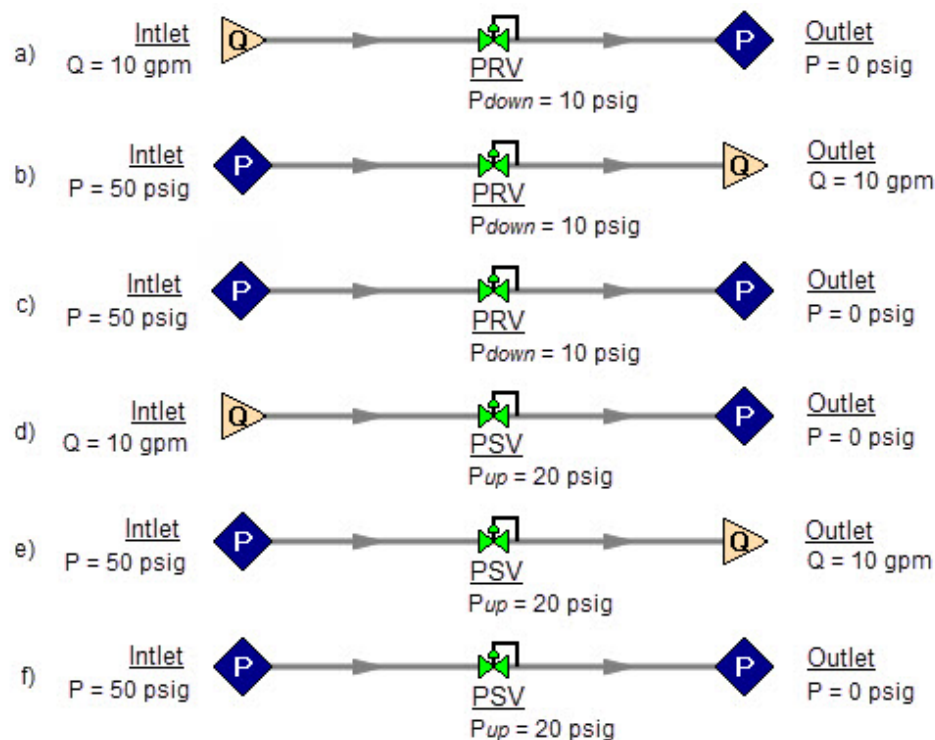 a)
Intlet
Q = 10 gpm
Q
PRV
Pdown = 10 psig
P
Outlet
P = 0 psig
b)
Intlet
P = 50 psig
P
PRV
Pdown = 10 psig
Q
Outlet
Q = 10 gpm
c)
Intlet
P = 50 psig
P
PRV
Pdown = 10 psig
P
Outlet
P = 0 psig
d)
Intlet
Q = 10 gpm
Q
PSV
Pup = 20 psig
P
Outlet
P = 0 psig
e)
Intlet
P = 50 psig
P
PSV
Pup = 20 psig
Q
Outlet
Q = 10 gpm
f)
Intlet
P = 50 psig
P
PSV
Pup = 20 psig
P
Outlet
P = 0 psig